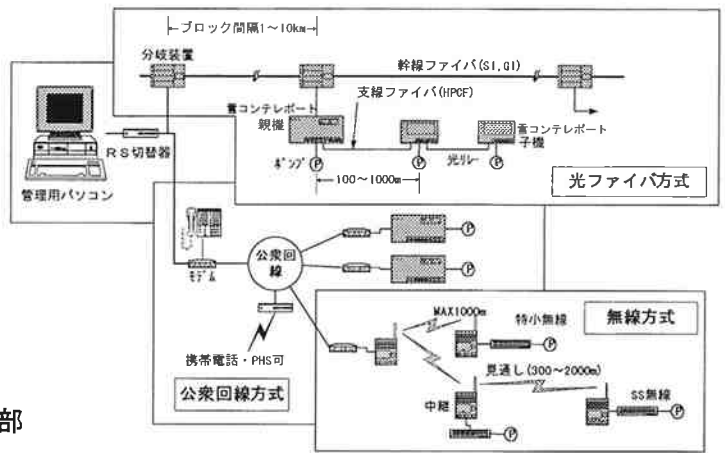 ブロック間隔1～10km
分岐装置
幹線ファイバ(SI,GI)
雪コンテレポート
親機
支線ファイバ(HPCF)
雪コンテレポート
子機
RS切替器
ポンプ
P
P
光リレー
P
管理用パソコン
100～1000m
光ファイバ方式
モデム
公衆回線
P
P
携帯電話・PHS可
公衆回線方式
MAX1000m
特小無線
無線方式
P
見通し(300～2000m)
中継
SS無線
P
P
部